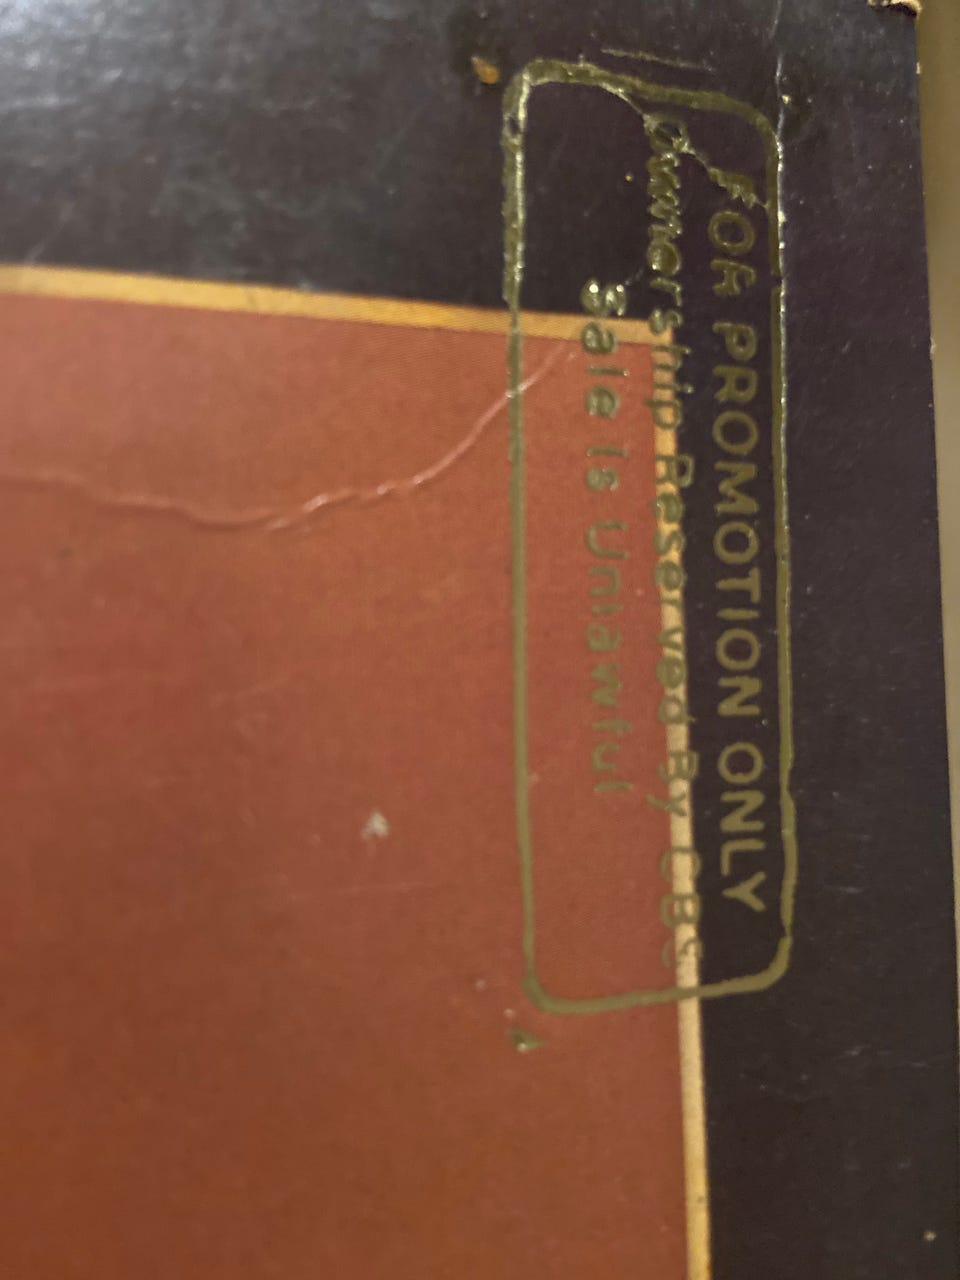 FOR PROMOTION ONLY
Ownership Reserved By CBS
Sale Is Unlawful